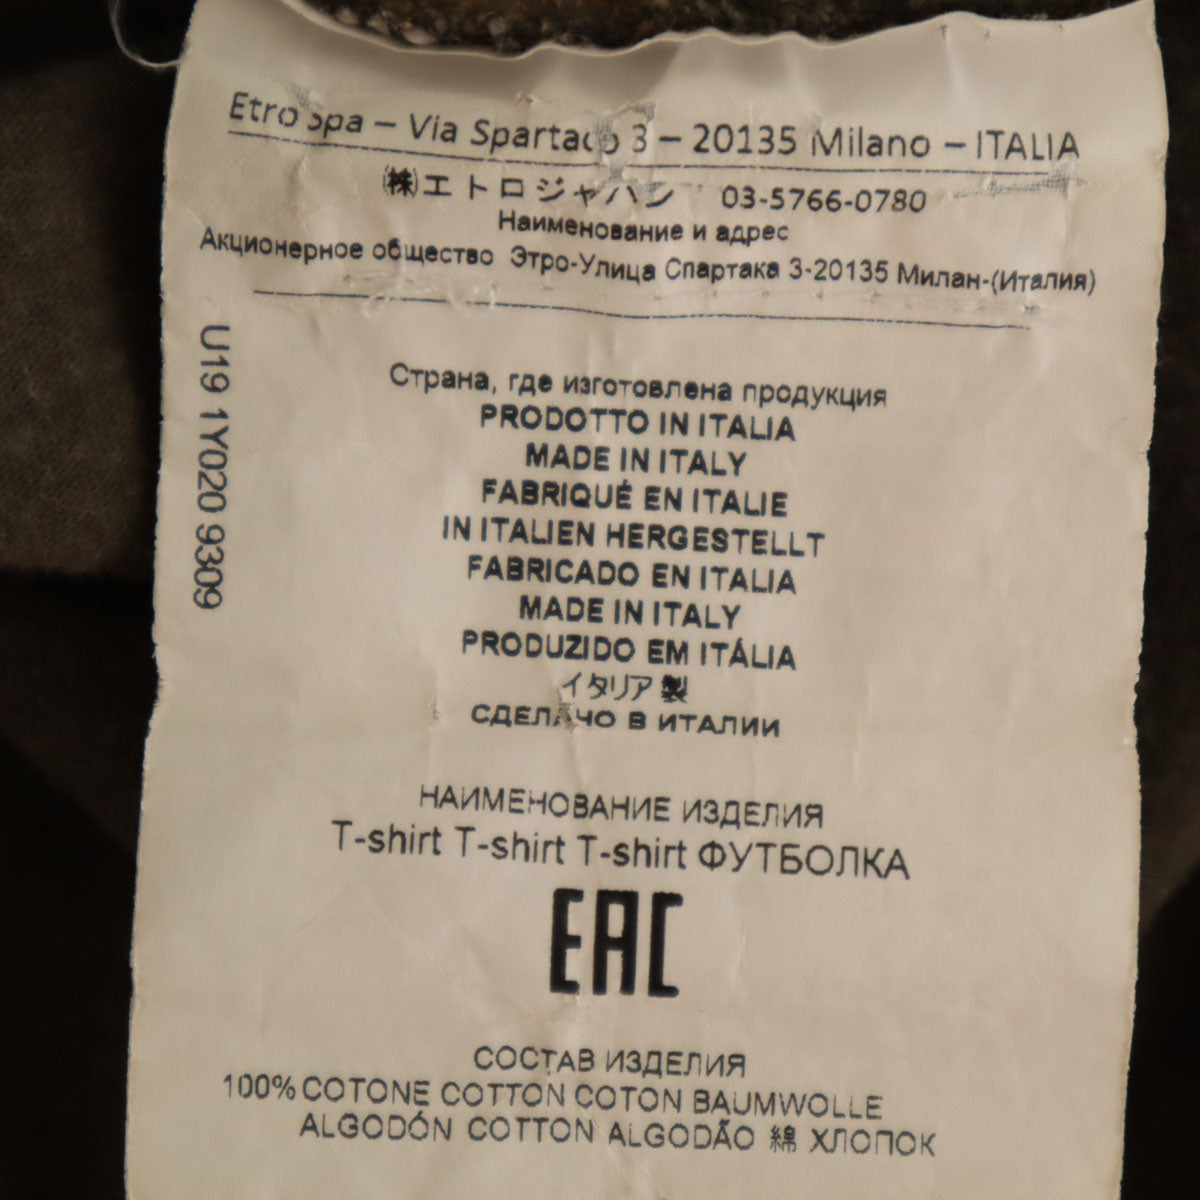 Etro Spa – Via Spartaco 3 – 20135 Milano – ITALIA
㈱エトロジャパン 03-5766-0780
Наименование и адрес
Акционерное общество Этро-Улица Спартака 3-20135 Милан-(Италия)
U19 1Y020 9309
Страна, где изготовлена продукция
PRODOTTO IN ITALIA
MADE IN ITALY
FABRIQUÉ EN ITALIE
IN ITALIEN HERGESTELLT
FABRICADO EN ITALIA
MADE IN ITALY
PRODUZIDO EM ITÁLIA
イタリア製
СДЕЛАНО В ИТАЛИИ
НАИМЕНОВАНИЕ ИЗДЕЛИЯ
T-shirt T-shirt T-shirt ФУТБОЛКА
EAC
СОСТАВ ИЗДЕЛИЯ
100% COTONE COTTON COTON BAUMWOLLE
ALGODÓN COTTON ALGODÃO 綿 ХЛОПОК